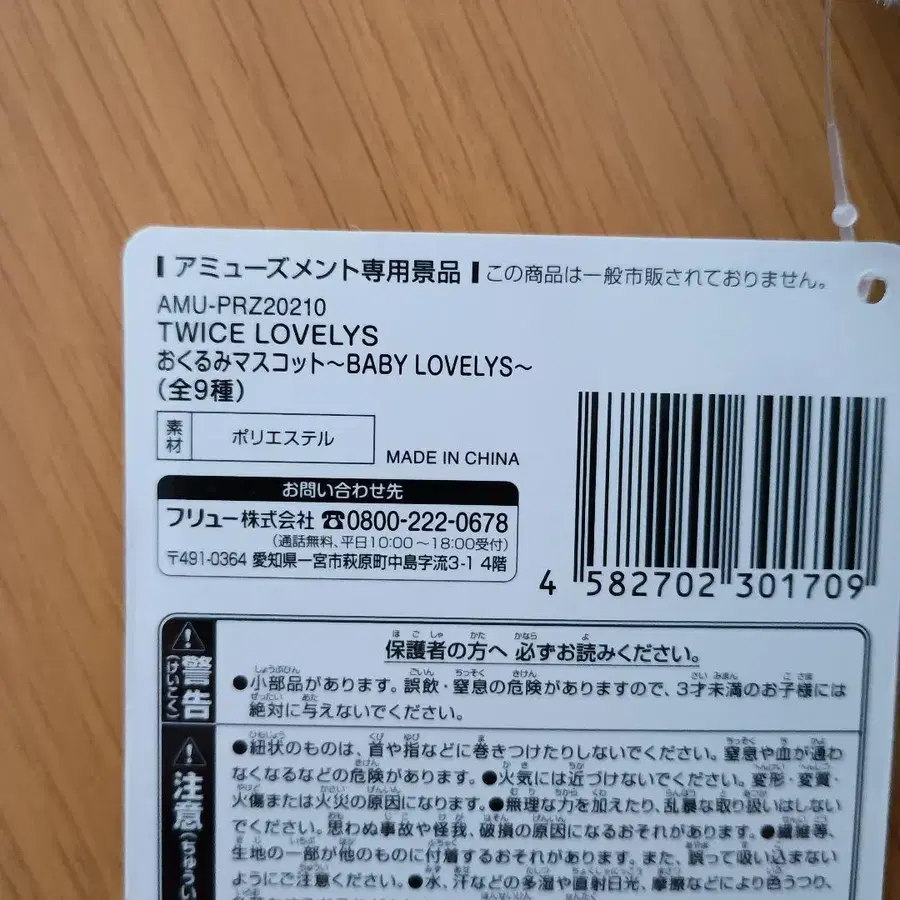 アミューズメント専用景品 この商品は一般市販されておりません。
AMU-PRZ20210
TWICE LOVELYS
おくるみマスコット～BABY LOVELYS～
(全9種)
素材 ポリエステル
MADE IN CHINA
お問い合わせ先
フリュー株式会社 ☎0800-222-0678
(通話無料、平日10:00～18:00受付)
〒491-0364 愛知県一宮市萩原町中島字流3-1 4階
4 582702 301709
警告(けいこく)
保護者の方へ 必ずお読みください。
●小部品があります。誤飲・窒息の危険がありますので、3才未満のお子様には
絶対に与えないでください。
注意(ちゅうい
●紐状のものは、首や指などに巻きつけたりしないでください。窒息や血が通わ
なくなるなどの危険があります。●火気には近づけないでください。変形・変質・
火傷または火災の原因になります。●無理な力を加えたり、乱暴な取り扱いはしない
でください。思わぬ事故や怪我、破損の原因になるおそれがあります。●繊維等、
生地の一部が他のものに付着するおそれがあります。また、誤って吸い込まない
ようにご注意ください。●水、汗などの多湿や直射日光、摩擦などにより色うつり、